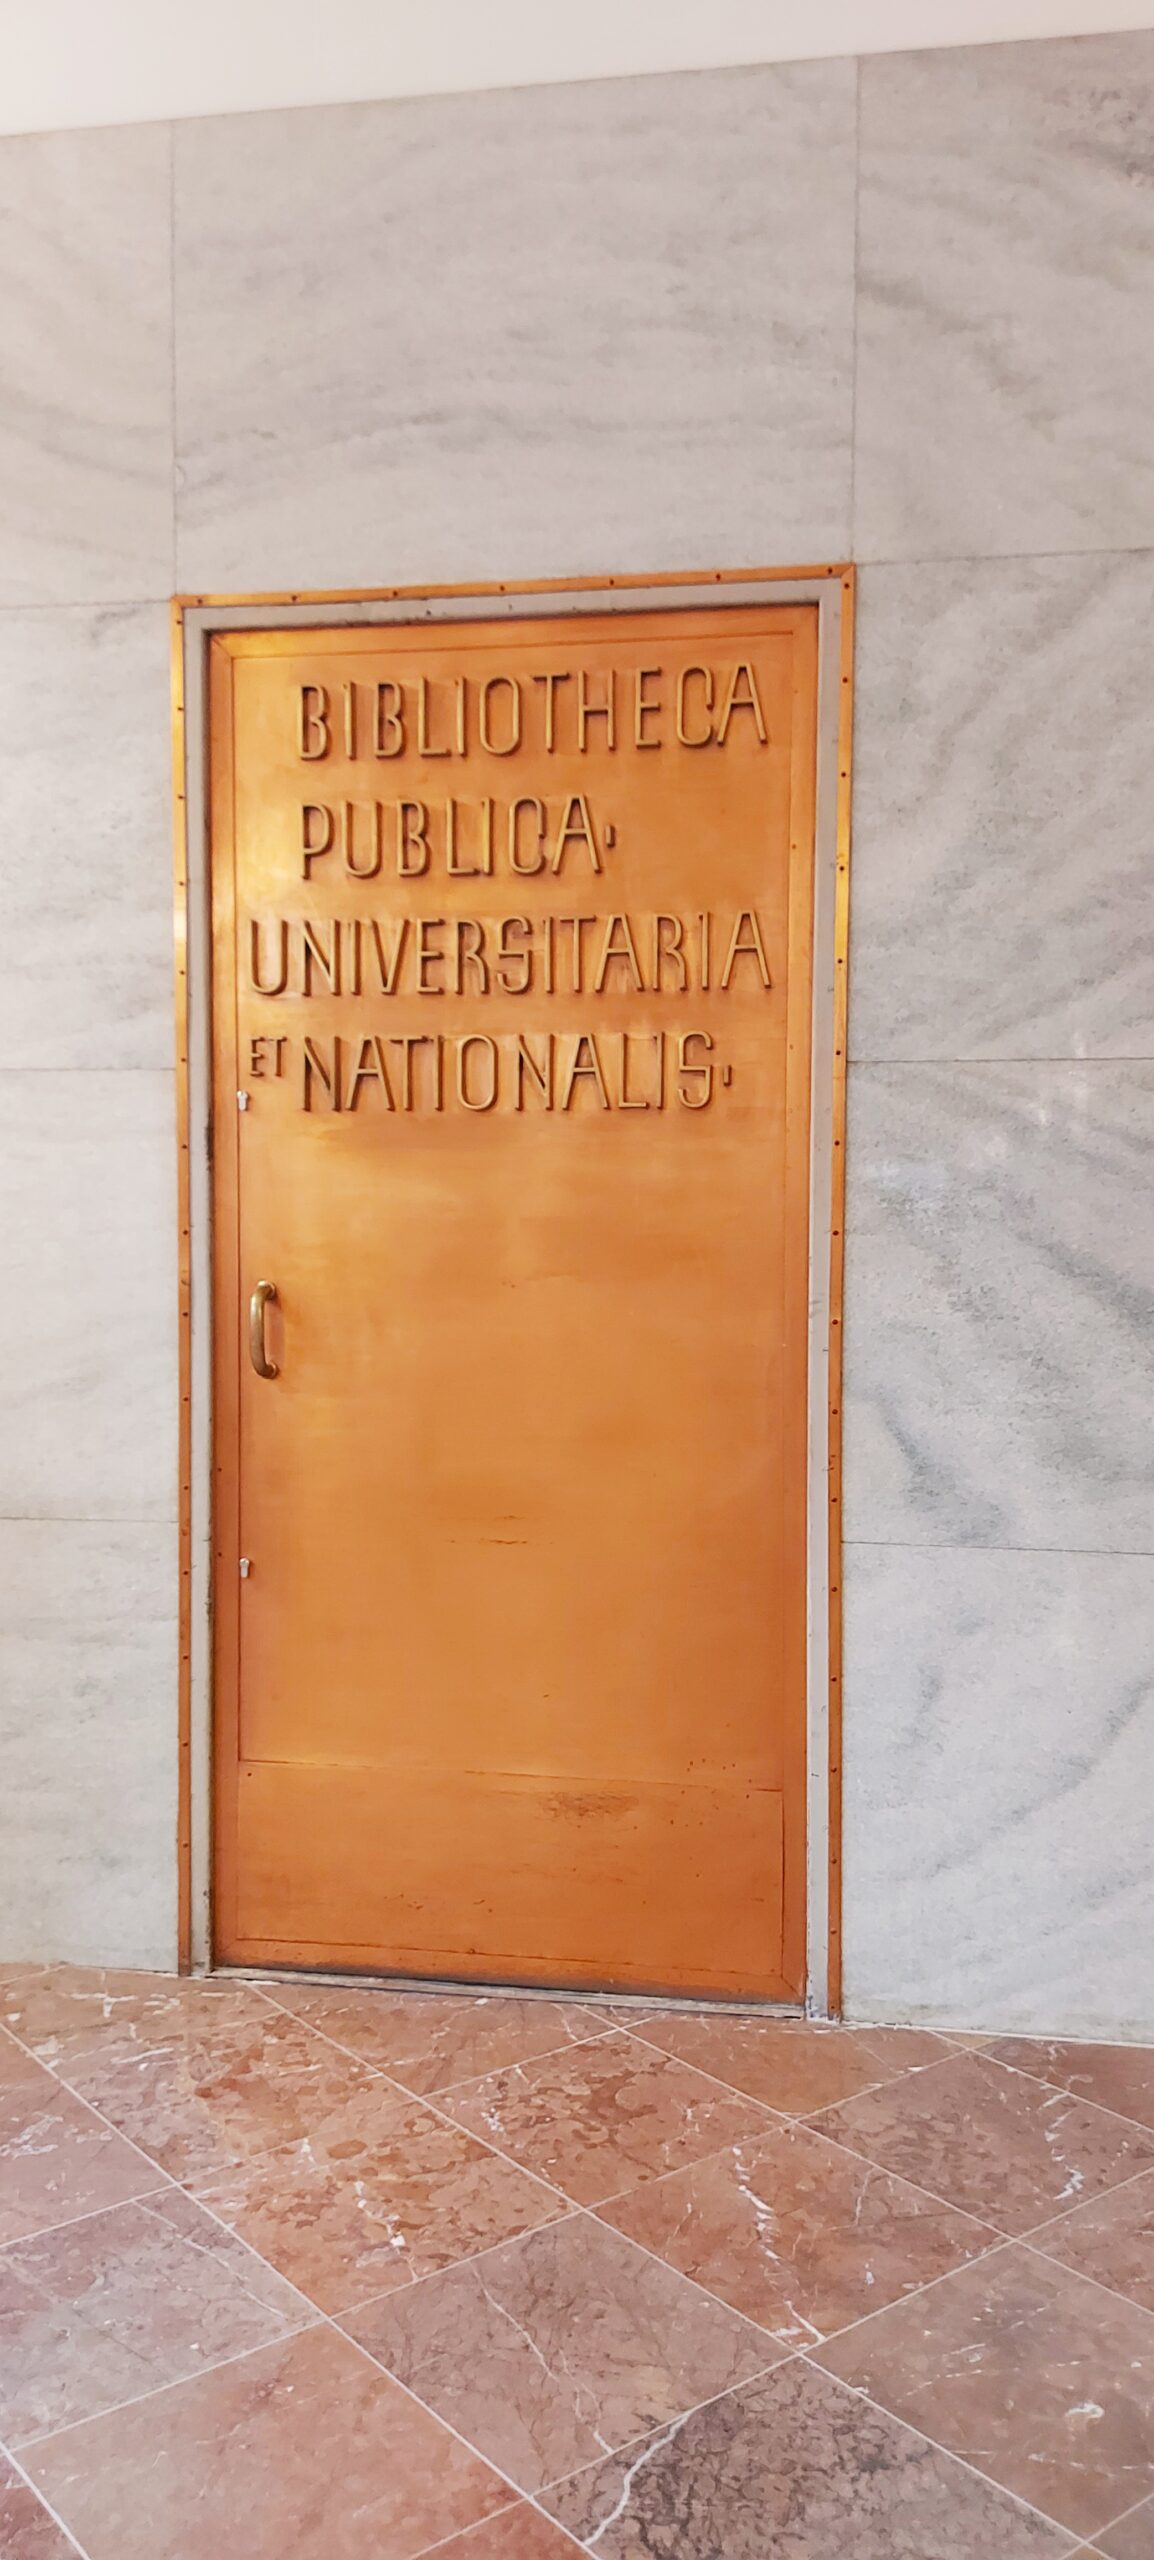 BIBLIOTHECA
PUBLICA·
UNIVERSITARIA
ET NATIONALIS·